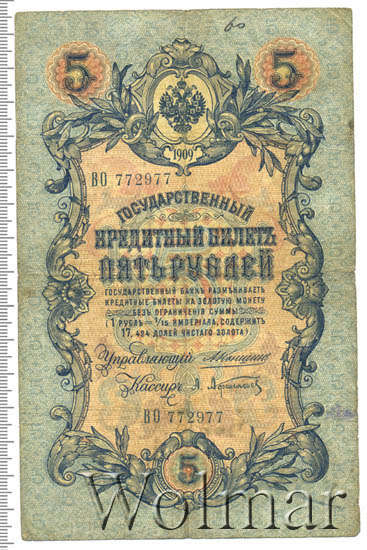 5 5
1909
ВО 772977
ГОСУДАРСТВЕННЫЙ
КРЕДИТНЫЙ БИЛЕТЪ
ПЯТЬ РУБЛЕЙ
ГОСУДАРСТВЕННЫЙ БАНКЪ РАЗМѢНИВАЕТЪ
КРЕДИТНЫЕ БИЛЕТЫ НА ЗОЛОТУЮ МОНЕТУ
БЕЗЪ ОГРАНИЧЕНІЯ СУММЫ
(1 РУБЛЬ = 1/15 ИМПЕРІАЛА, СОДЕРЖИТЪ
17,424 ДОЛЕЙ ЧИСТАГО ЗОЛОТА).
Управляющій
Кассиръ
ВО 772977
5
Wolmar